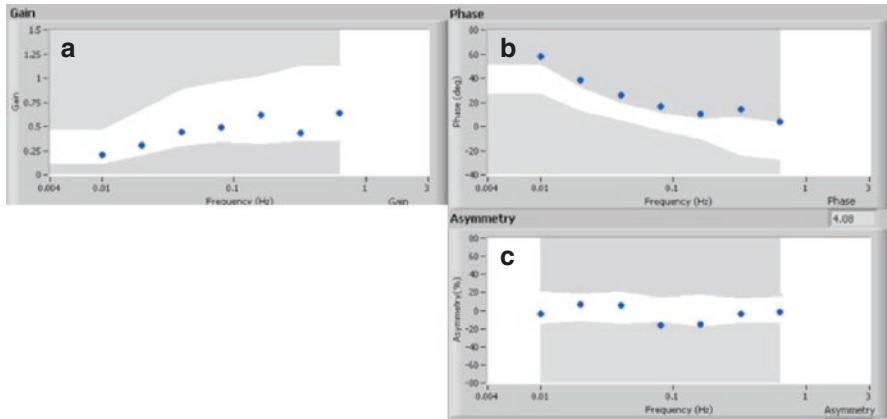 Gain
a
1.5
1.25
1
0.75
0.5
0.25
0
Gain
0.004
0.01
0.1
1
3
Frequency (Hz)
Gain
Phase
b
80
60
40
20
0
-20
-40
Phase (deg)
0.004
0.01
0.1
1
3
Frequency (Hz)
Phase
Asymmetry
4.08
c
80
60
40
20
0
-20
-40
-60
-80
Asymmetry(%)
0.004
0.01
0.1
1
3
Frequency (Hz)
Asymmetry